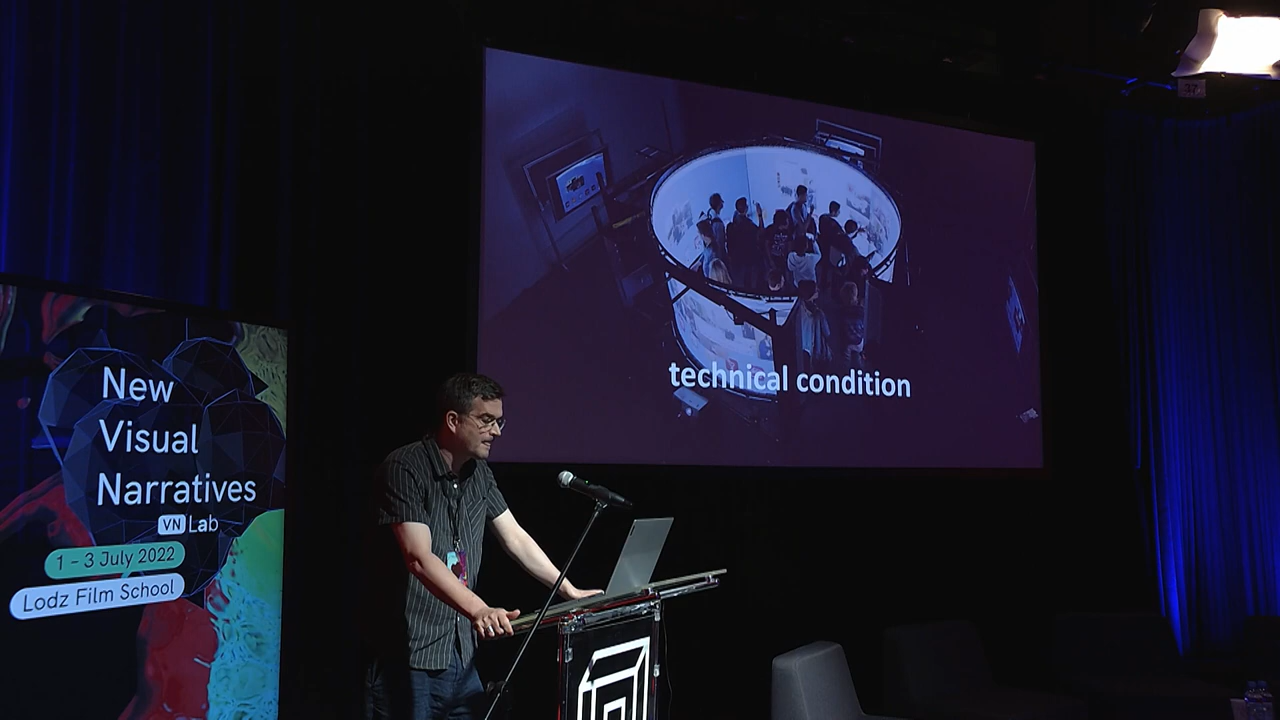 New
Visual
Narratives
VN Lab
1 - 3 July 2022
Lodz Film School
technical condition